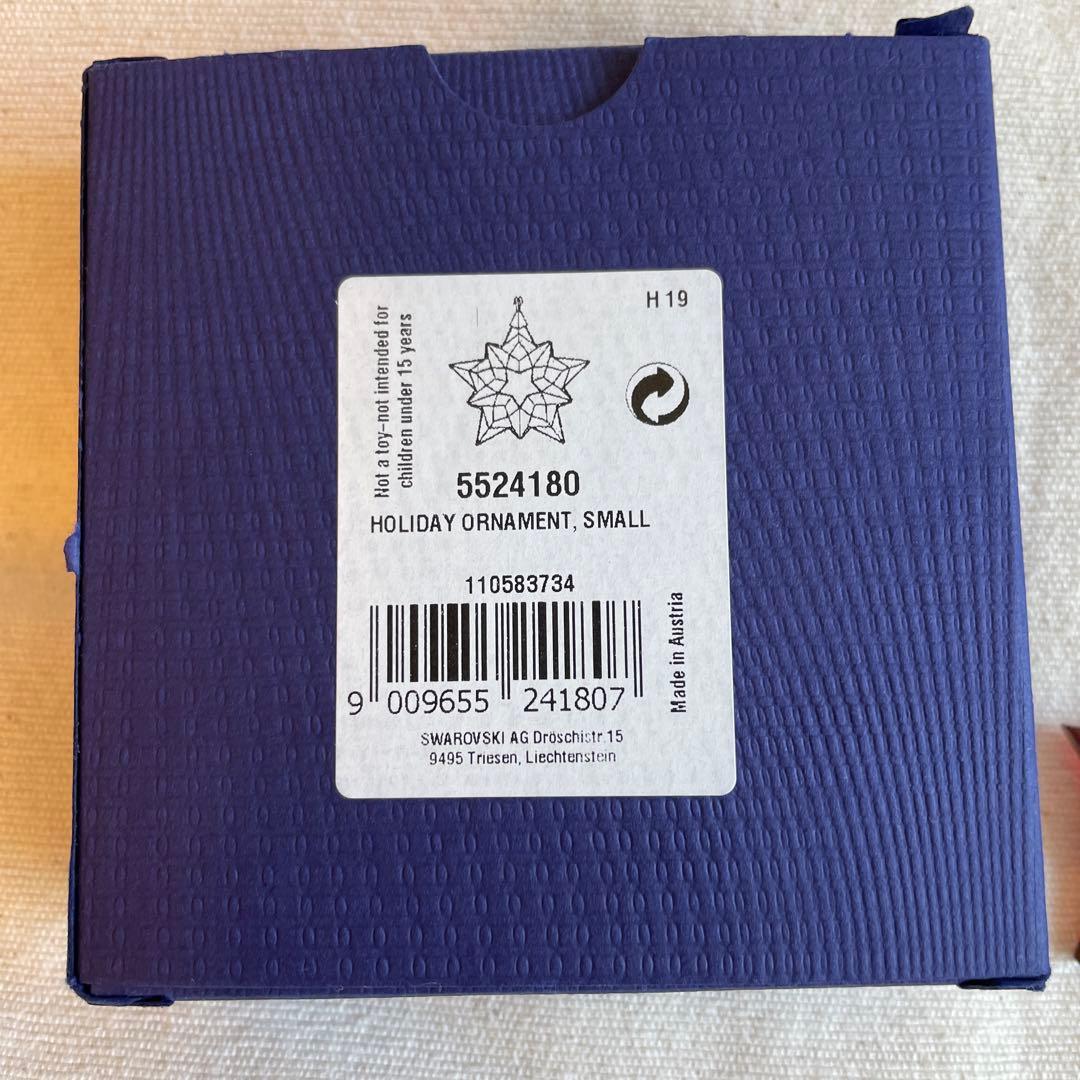 H 19
Not a toy-not intended for
children under 15 years
5524180
HOLIDAY ORNAMENT, SMALL
110583734
9 009655 241807
Made in Austria
SWAROVSKI AG Dröschistr.15
9495 Triesen, Liechtenstein